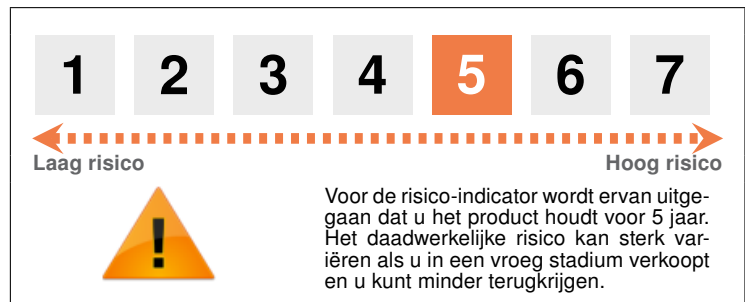 1 2 3 4 5 6 7
Laag risico Hoog risico
!
Voor de risico-indicator wordt ervan uitge-
gaan dat u het product houdt voor 5 jaar.
Het daadwerkelijke risico kan sterk var-
iëren als u in een vroeg stadium verkoopt
en u kunt minder terugkrijgen.